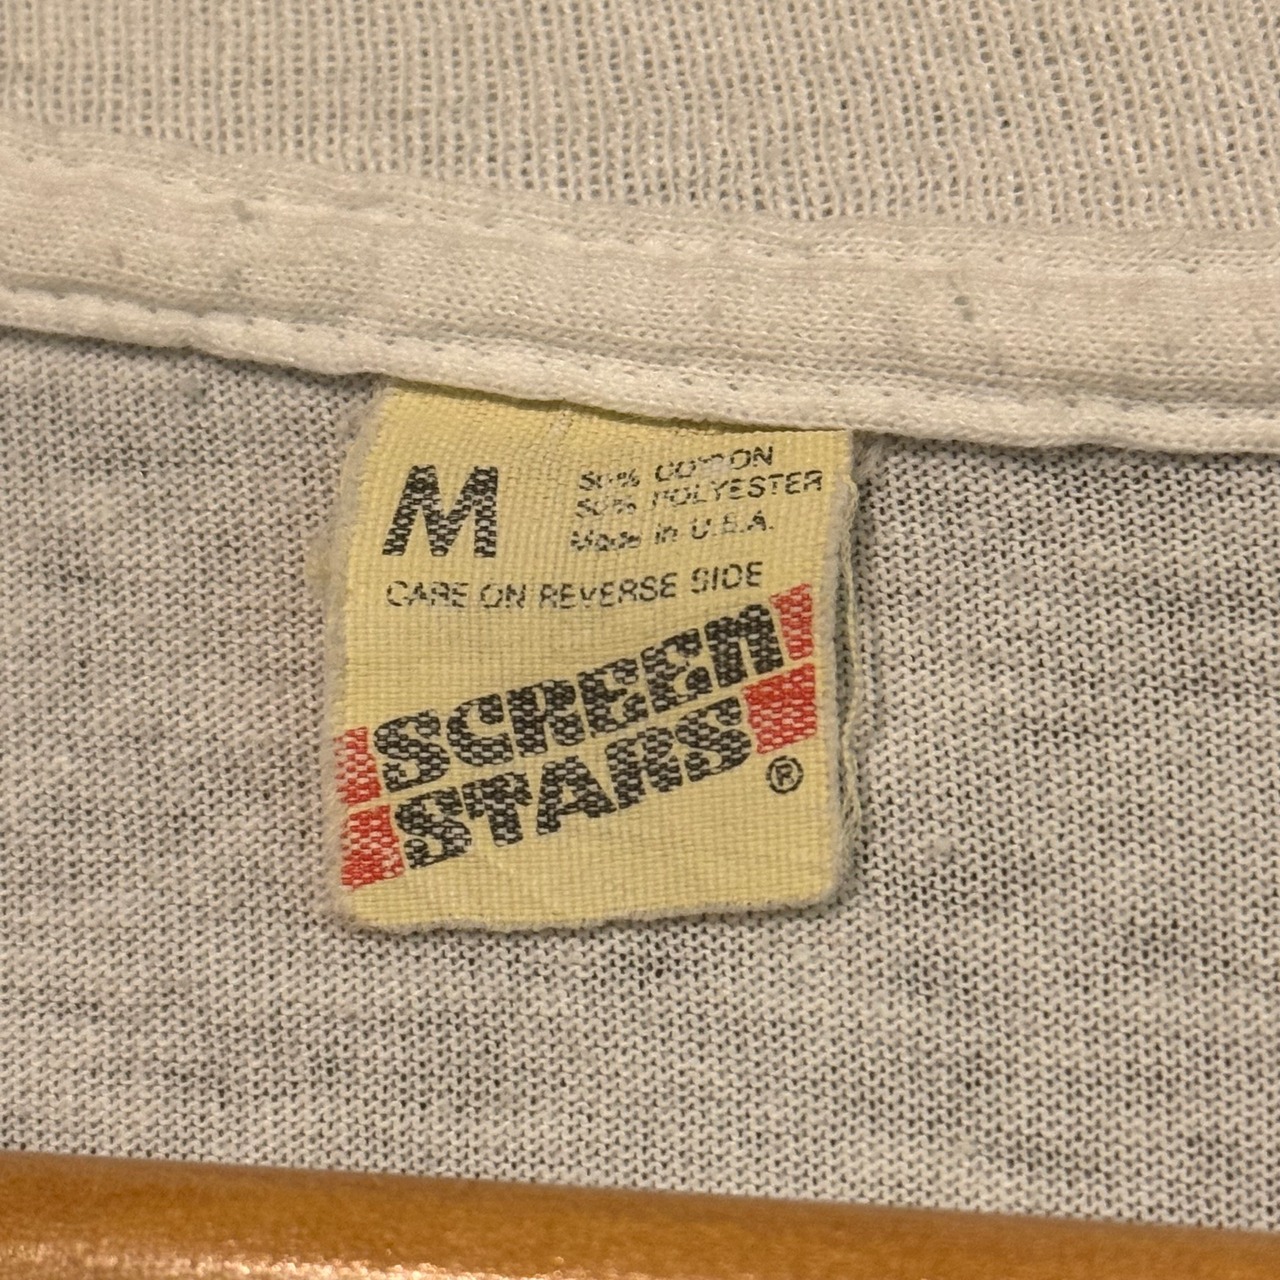 M
50% COTTON
50% POLYESTER
Made in U.S.A.
CARE ON REVERSE SIDE
SCREEN
STARS
®